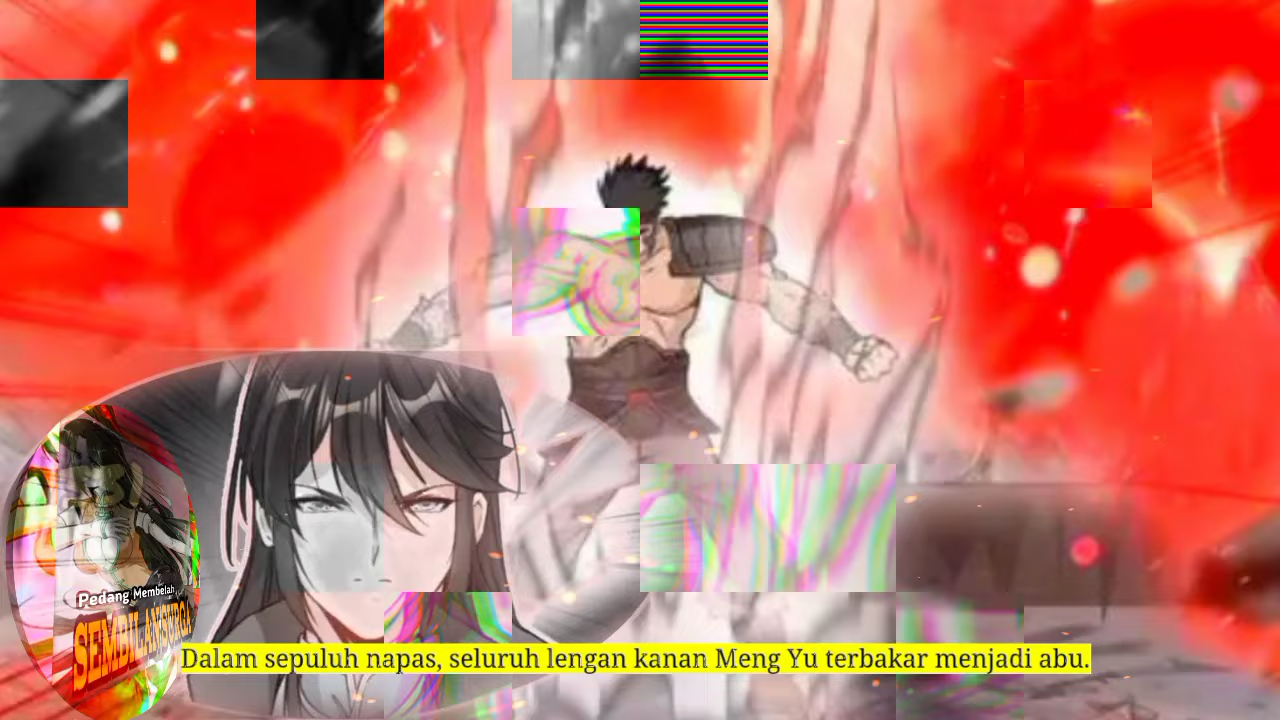 Pedang Membelah
SEMBILAN SURGA
Dalam sepuluh napas, seluruh lengan kanan Meng Yu terbakar menjadi abu.